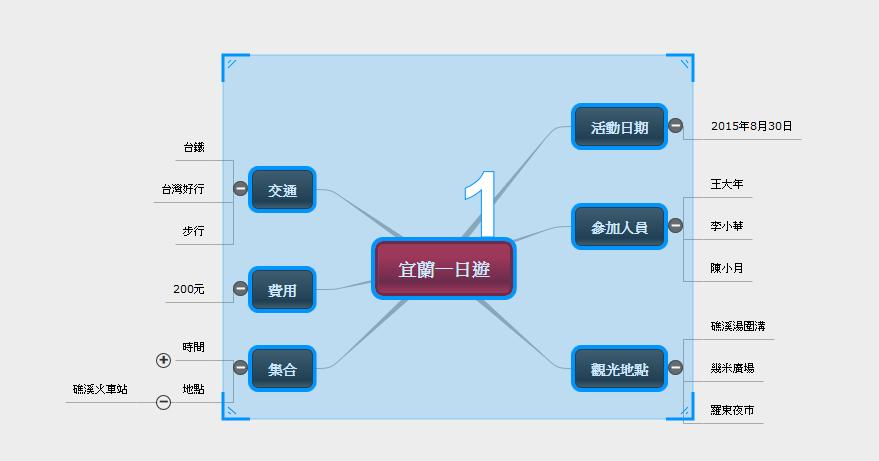 1
宜蘭一日遊
活動日期
2015年8月30日
參加人員
王大年
李小華
陳小月
觀光地點
礁溪湯圍溝
幾米廣場
羅東夜市
交通
台鐵
台灣好行
步行
費用
200元
集合
時間
地點
礁溪火車站